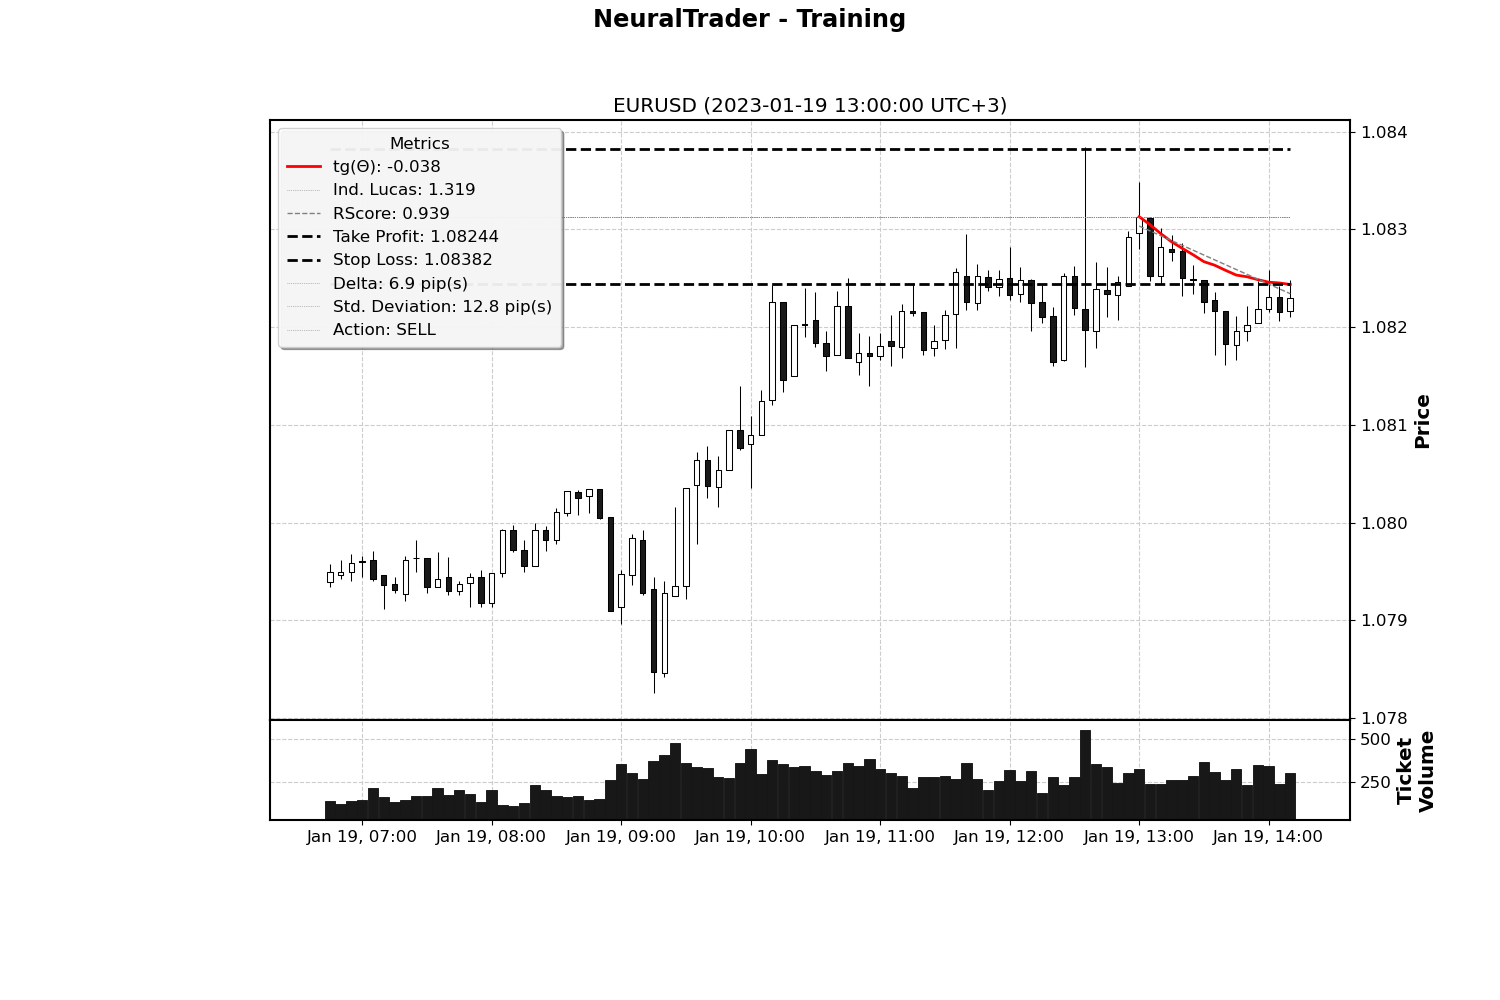 NeuralTrader - Training
EURUSD (2023-01-19 13:00:00 UTC+3)
Metrics
tg(Θ): -0.038
Ind. Lucas: 1.319
RScore: 0.939
Take Profit: 1.08244
Stop Loss: 1.08382
Delta: 6.9 pip(s)
Std. Deviation: 12.8 pip(s)
Action: SELL
1.084
1.083
1.082
1.081
1.080
1.079
1.078
Price
500
250
Ticket
Volume
Jan 19, 07:00
Jan 19, 08:00
Jan 19, 09:00
Jan 19, 10:00
Jan 19, 11:00
Jan 19, 12:00
Jan 19, 13:00
Jan 19, 14:00